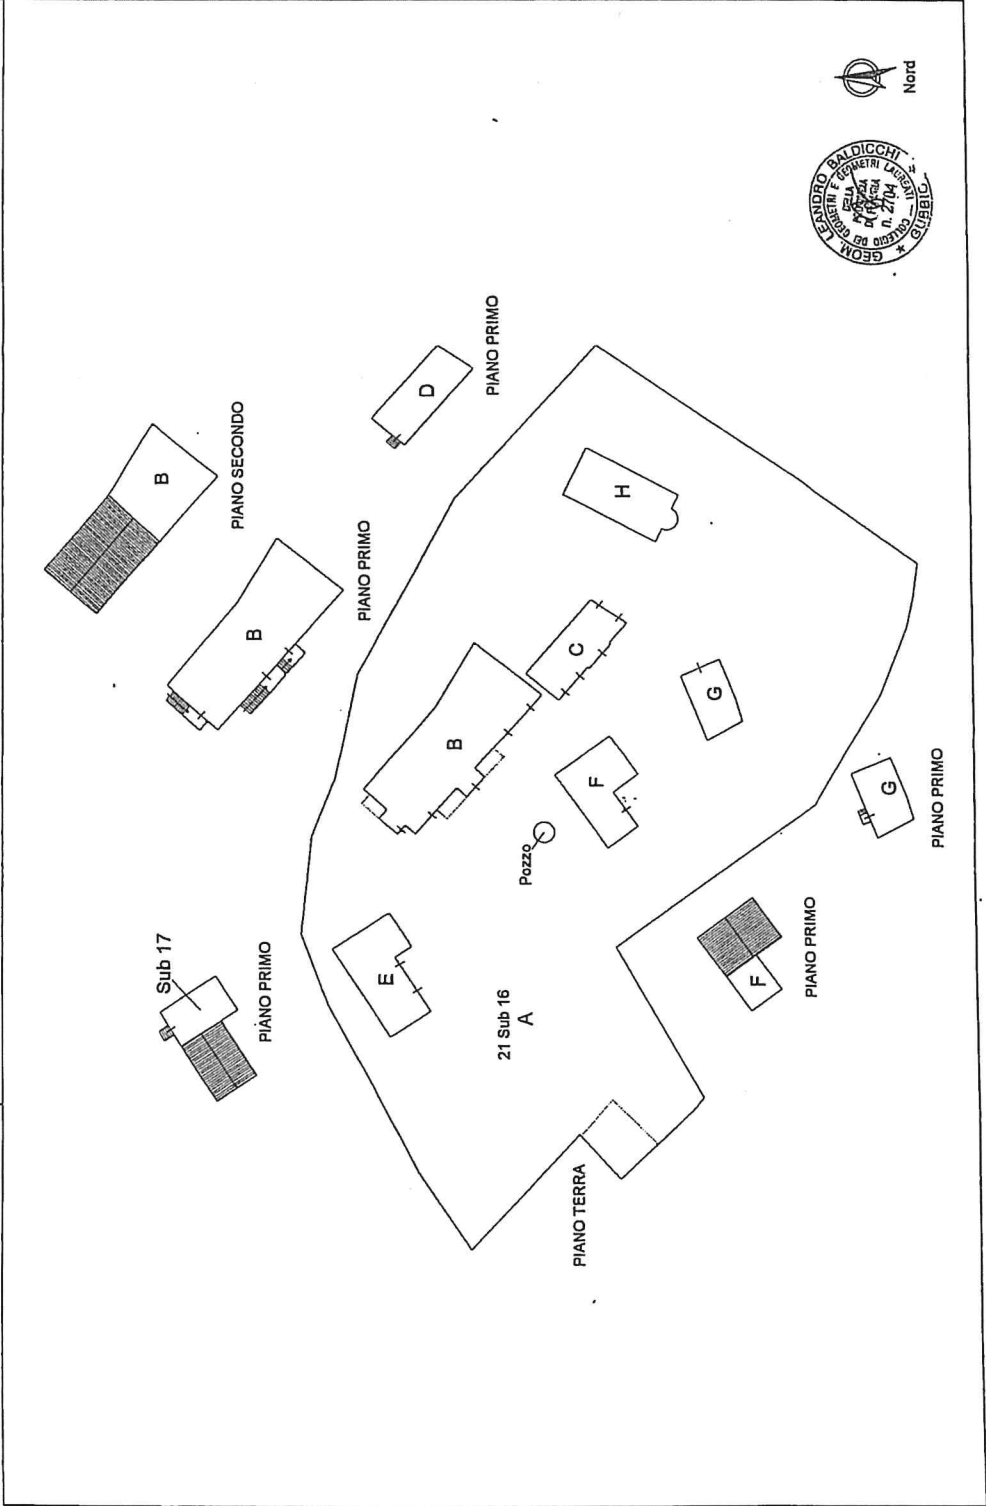 Sub 17
PIANO PRIMO
B
PIANO SECONDO
B
PIANO PRIMO
D
PIANO PRIMO
E
21 Sub 16
A
B
C
H
Pozzo
F
G
PIANO TERRA
F
PIANO PRIMO
G
PIANO PRIMO
GEOM. LEANDRO BALDICCHI
★ GUBBIO
COLLEGIO DEI GEOMETRI E GEOMETRI LAUREATI
DELLA
n. 2704
Nord